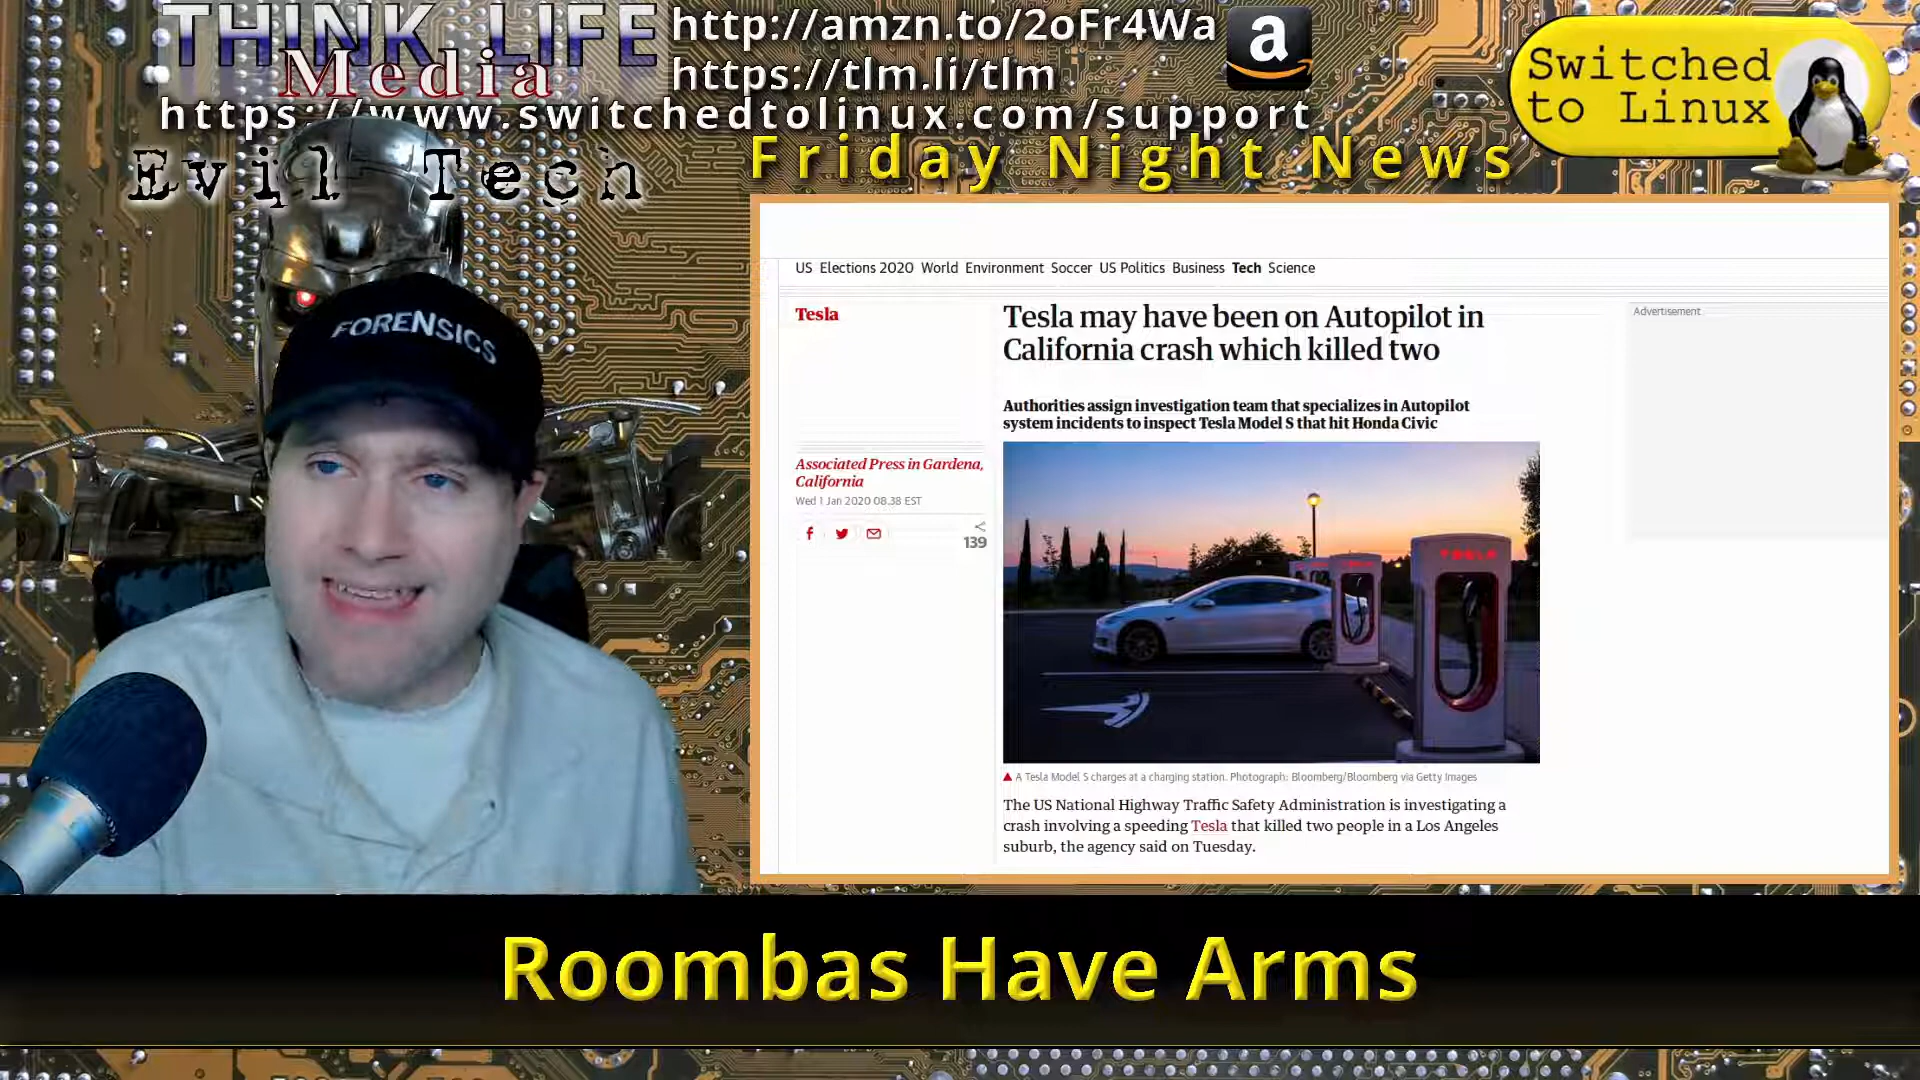 THINK LIFE
Media
http://amzn.to/2oFr4Wa
https://tlm.li/tlm
https://www.switchedtolinux.com/support
a
Switched
to Linux
Evil Tech
Friday Night News
FORENSICS
US Elections 2020 World Environment Soccer US Politics Business Tech Science
Tesla
Tesla may have been on Autopilot in
California crash which killed two
Advertisement
Authorities assign investigation team that specializes in Autopilot
system incidents to inspect Tesla Model S that hit Honda Civic
Associated Press in Gardena,
California
Wed 1 Jan 2020 08.38 EST
139
TESLA
A Tesla Model S charges at a charging station. Photograph: Bloomberg/Bloomberg via Getty Images
The US National Highway Traffic Safety Administration is investigating a
crash involving a speeding Tesla that killed two people in a Los Angeles
suburb, the agency said on Tuesday.
Roombas Have Arms